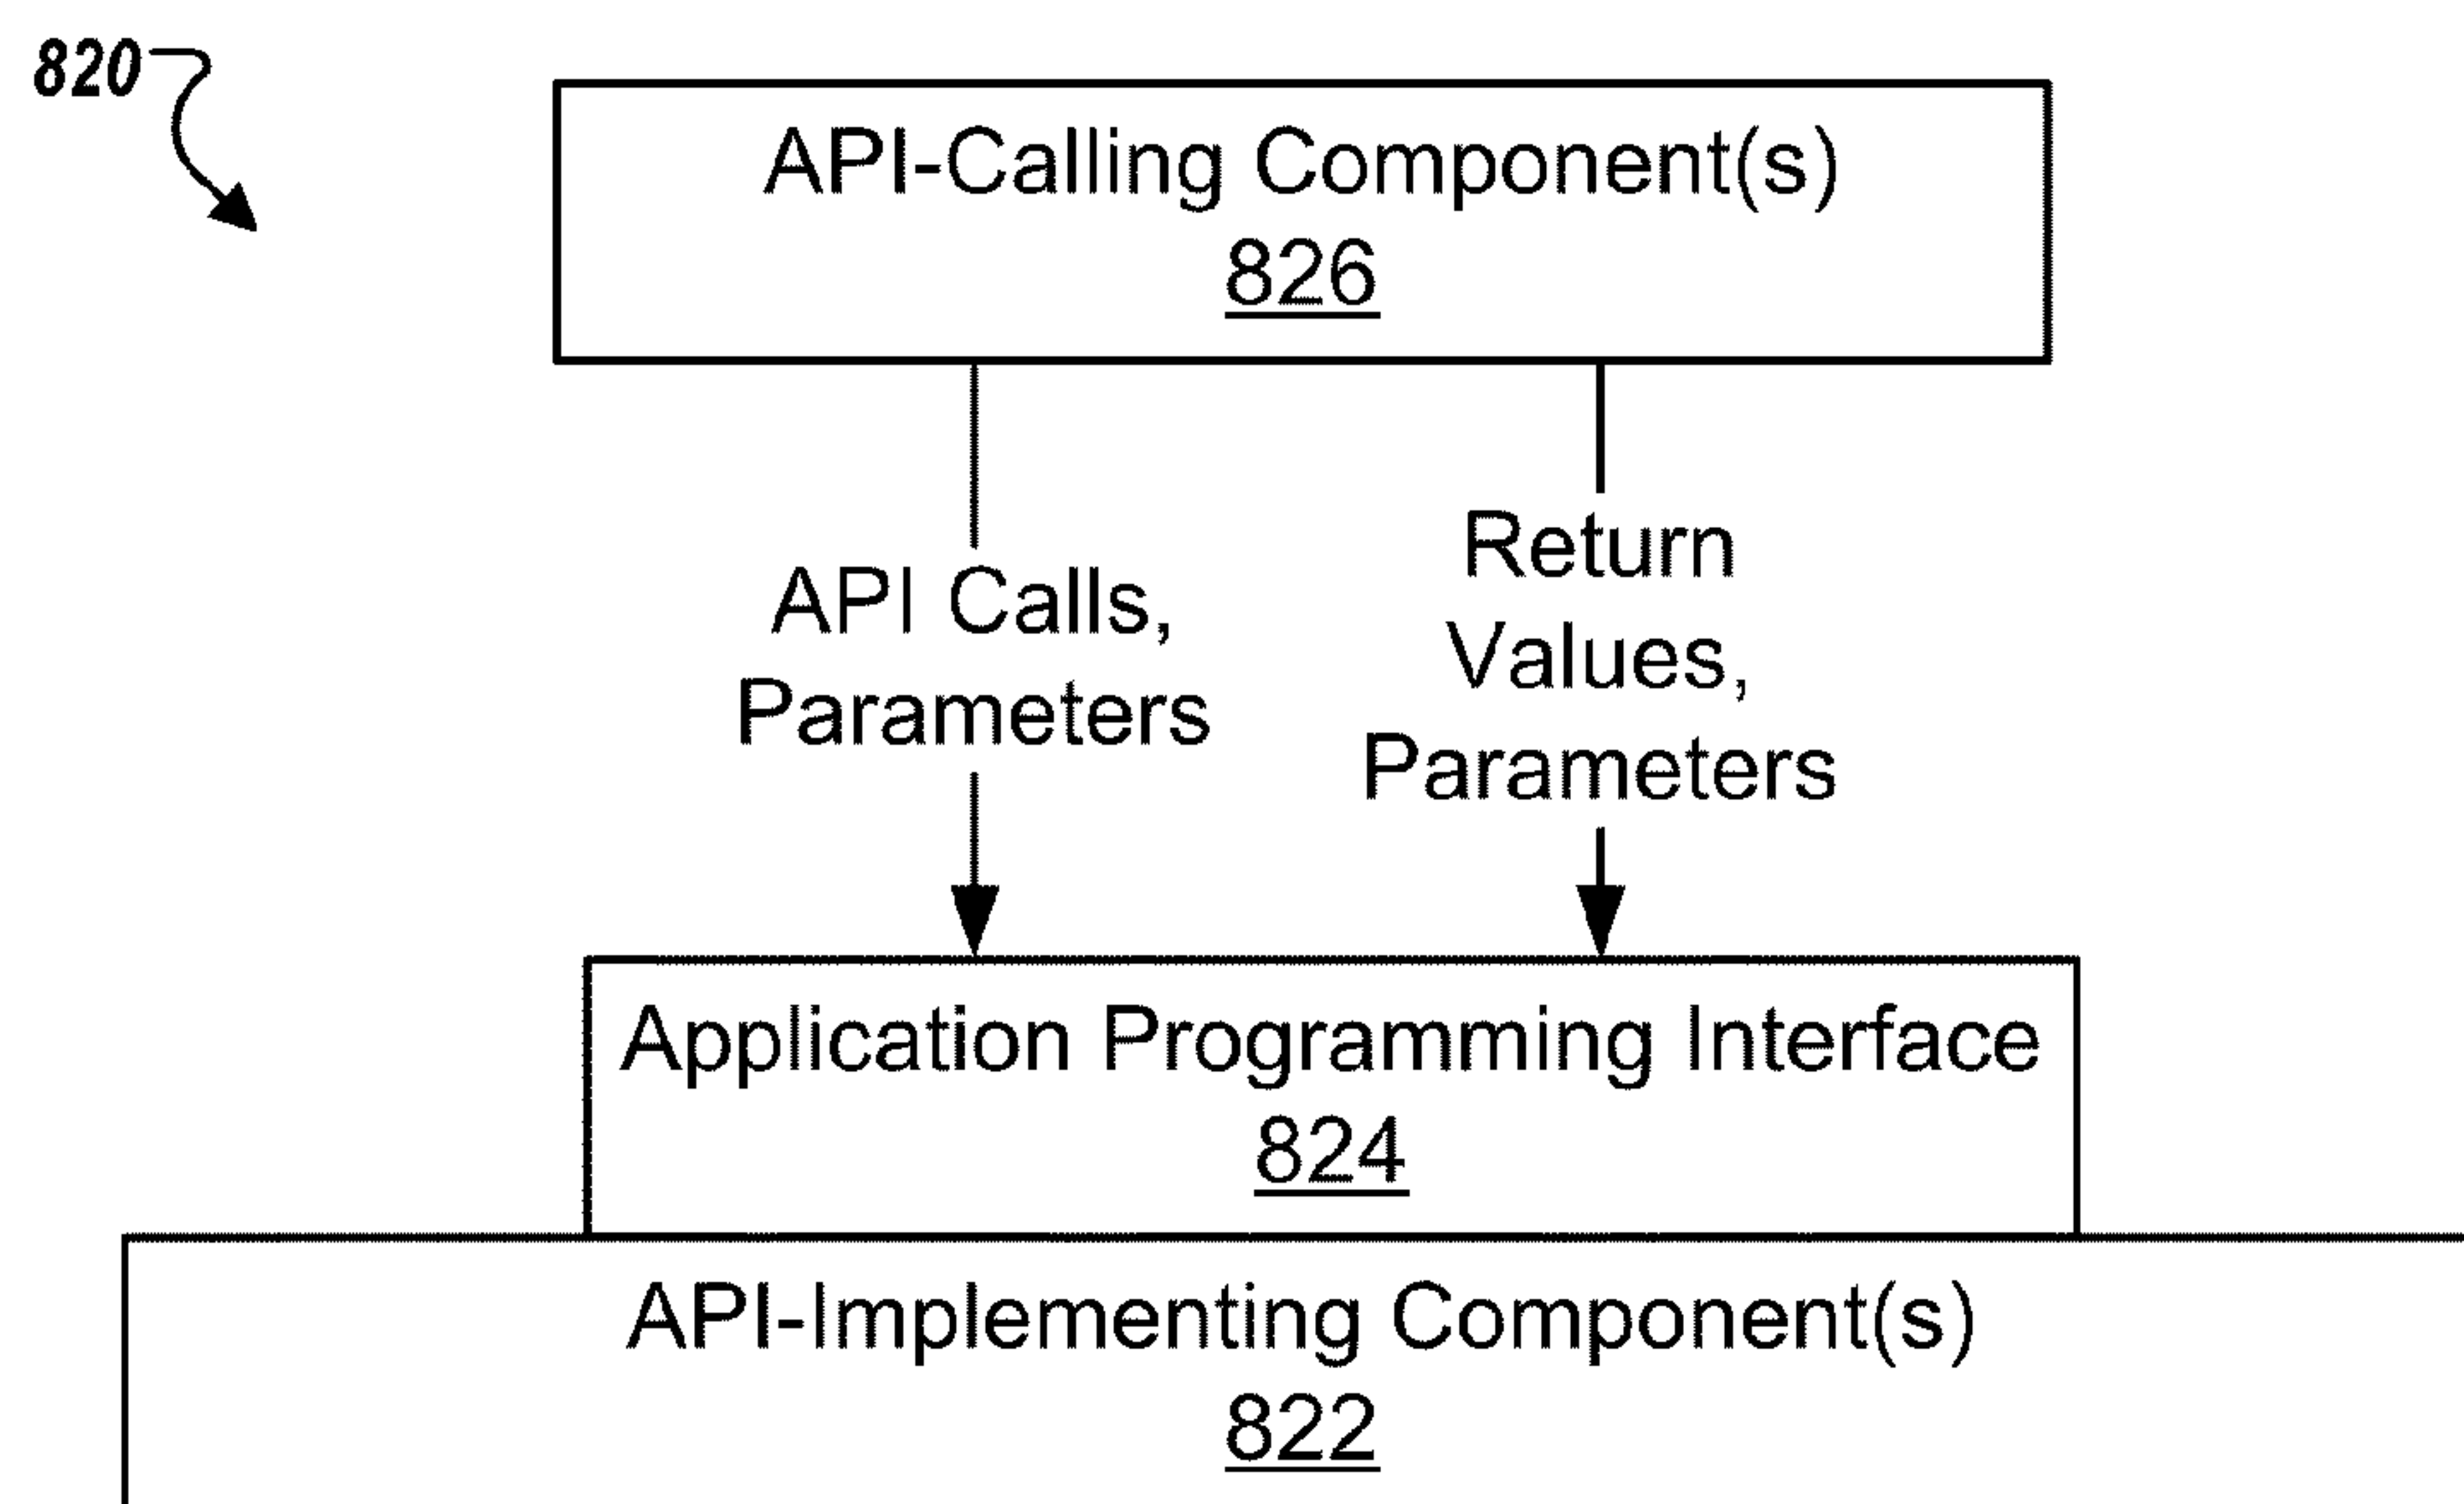 820
API-Calling Component(s)
826
API Calls,
Parameters
Return
Values,
Parameters
Application Programming Interface
824
API-Implementing Component(s)
822